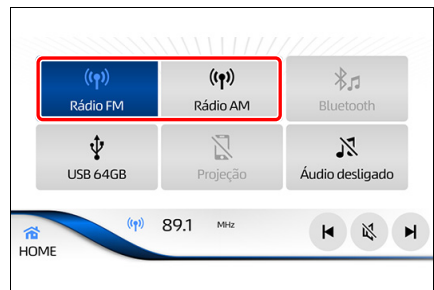 Rádio FM
Rádio AM
Bluetooth
USB 64GB
Projeção
Áudio desligado
HOME
89.1 MHz